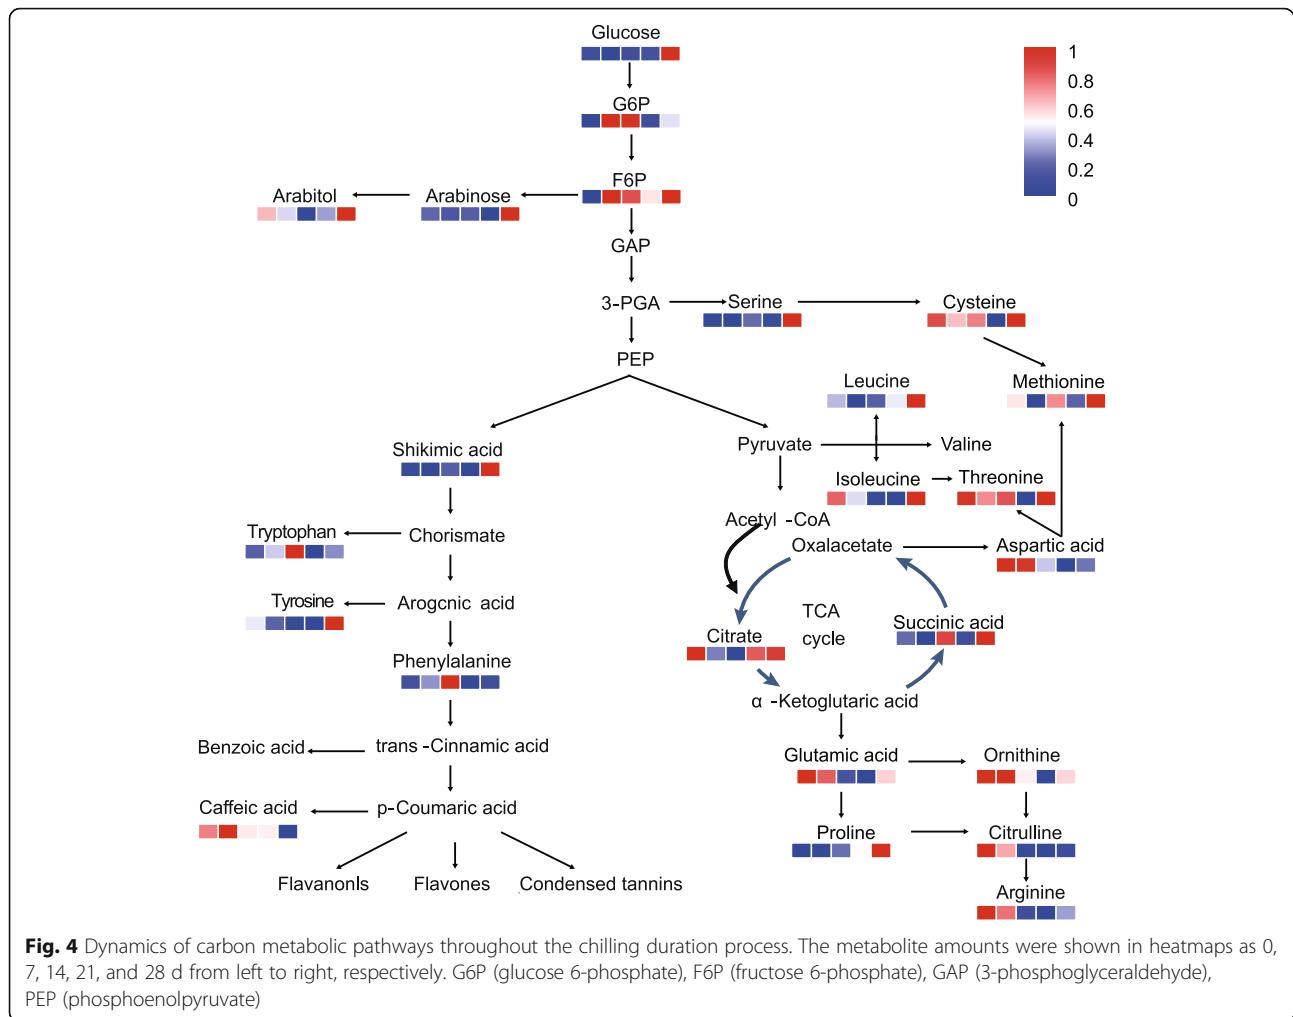 Glucose
1
0.8
0.6
0.4
0.2
0
G6P
F6P
Arabitol
Arabinose
GAP
3-PGA
Serine
Cysteine
PEP
Leucine
Methionine
Shikimic acid
Pyruvate
Valine
Isoleucine
Threonine
Tryptophan
Chorismate
Acetyl -CoA
Oxalacetate
Aspartic acid
Tyrosine
Arogcnic acid
TCA
cycle
Citrate
Succinic acid
Phenylalanine
α -Ketoglutaric acid
Benzoic acid
trans -Cinnamic acid
Glutamic acid
Ornithine
Caffeic acid
p-Coumaric acid
Proline
Citrulline
Flavanonls
Flavones
Condensed tannins
Arginine
Fig. 4 Dynamics of carbon metabolic pathways throughout the chilling duration process. The metabolite amounts were shown in heatmaps as 0,
7, 14, 21, and 28 d from left to right, respectively. G6P (glucose 6-phosphate), F6P (fructose 6-phosphate), GAP (3-phosphoglyceraldehyde),
PEP (phosphoenolpyruvate)